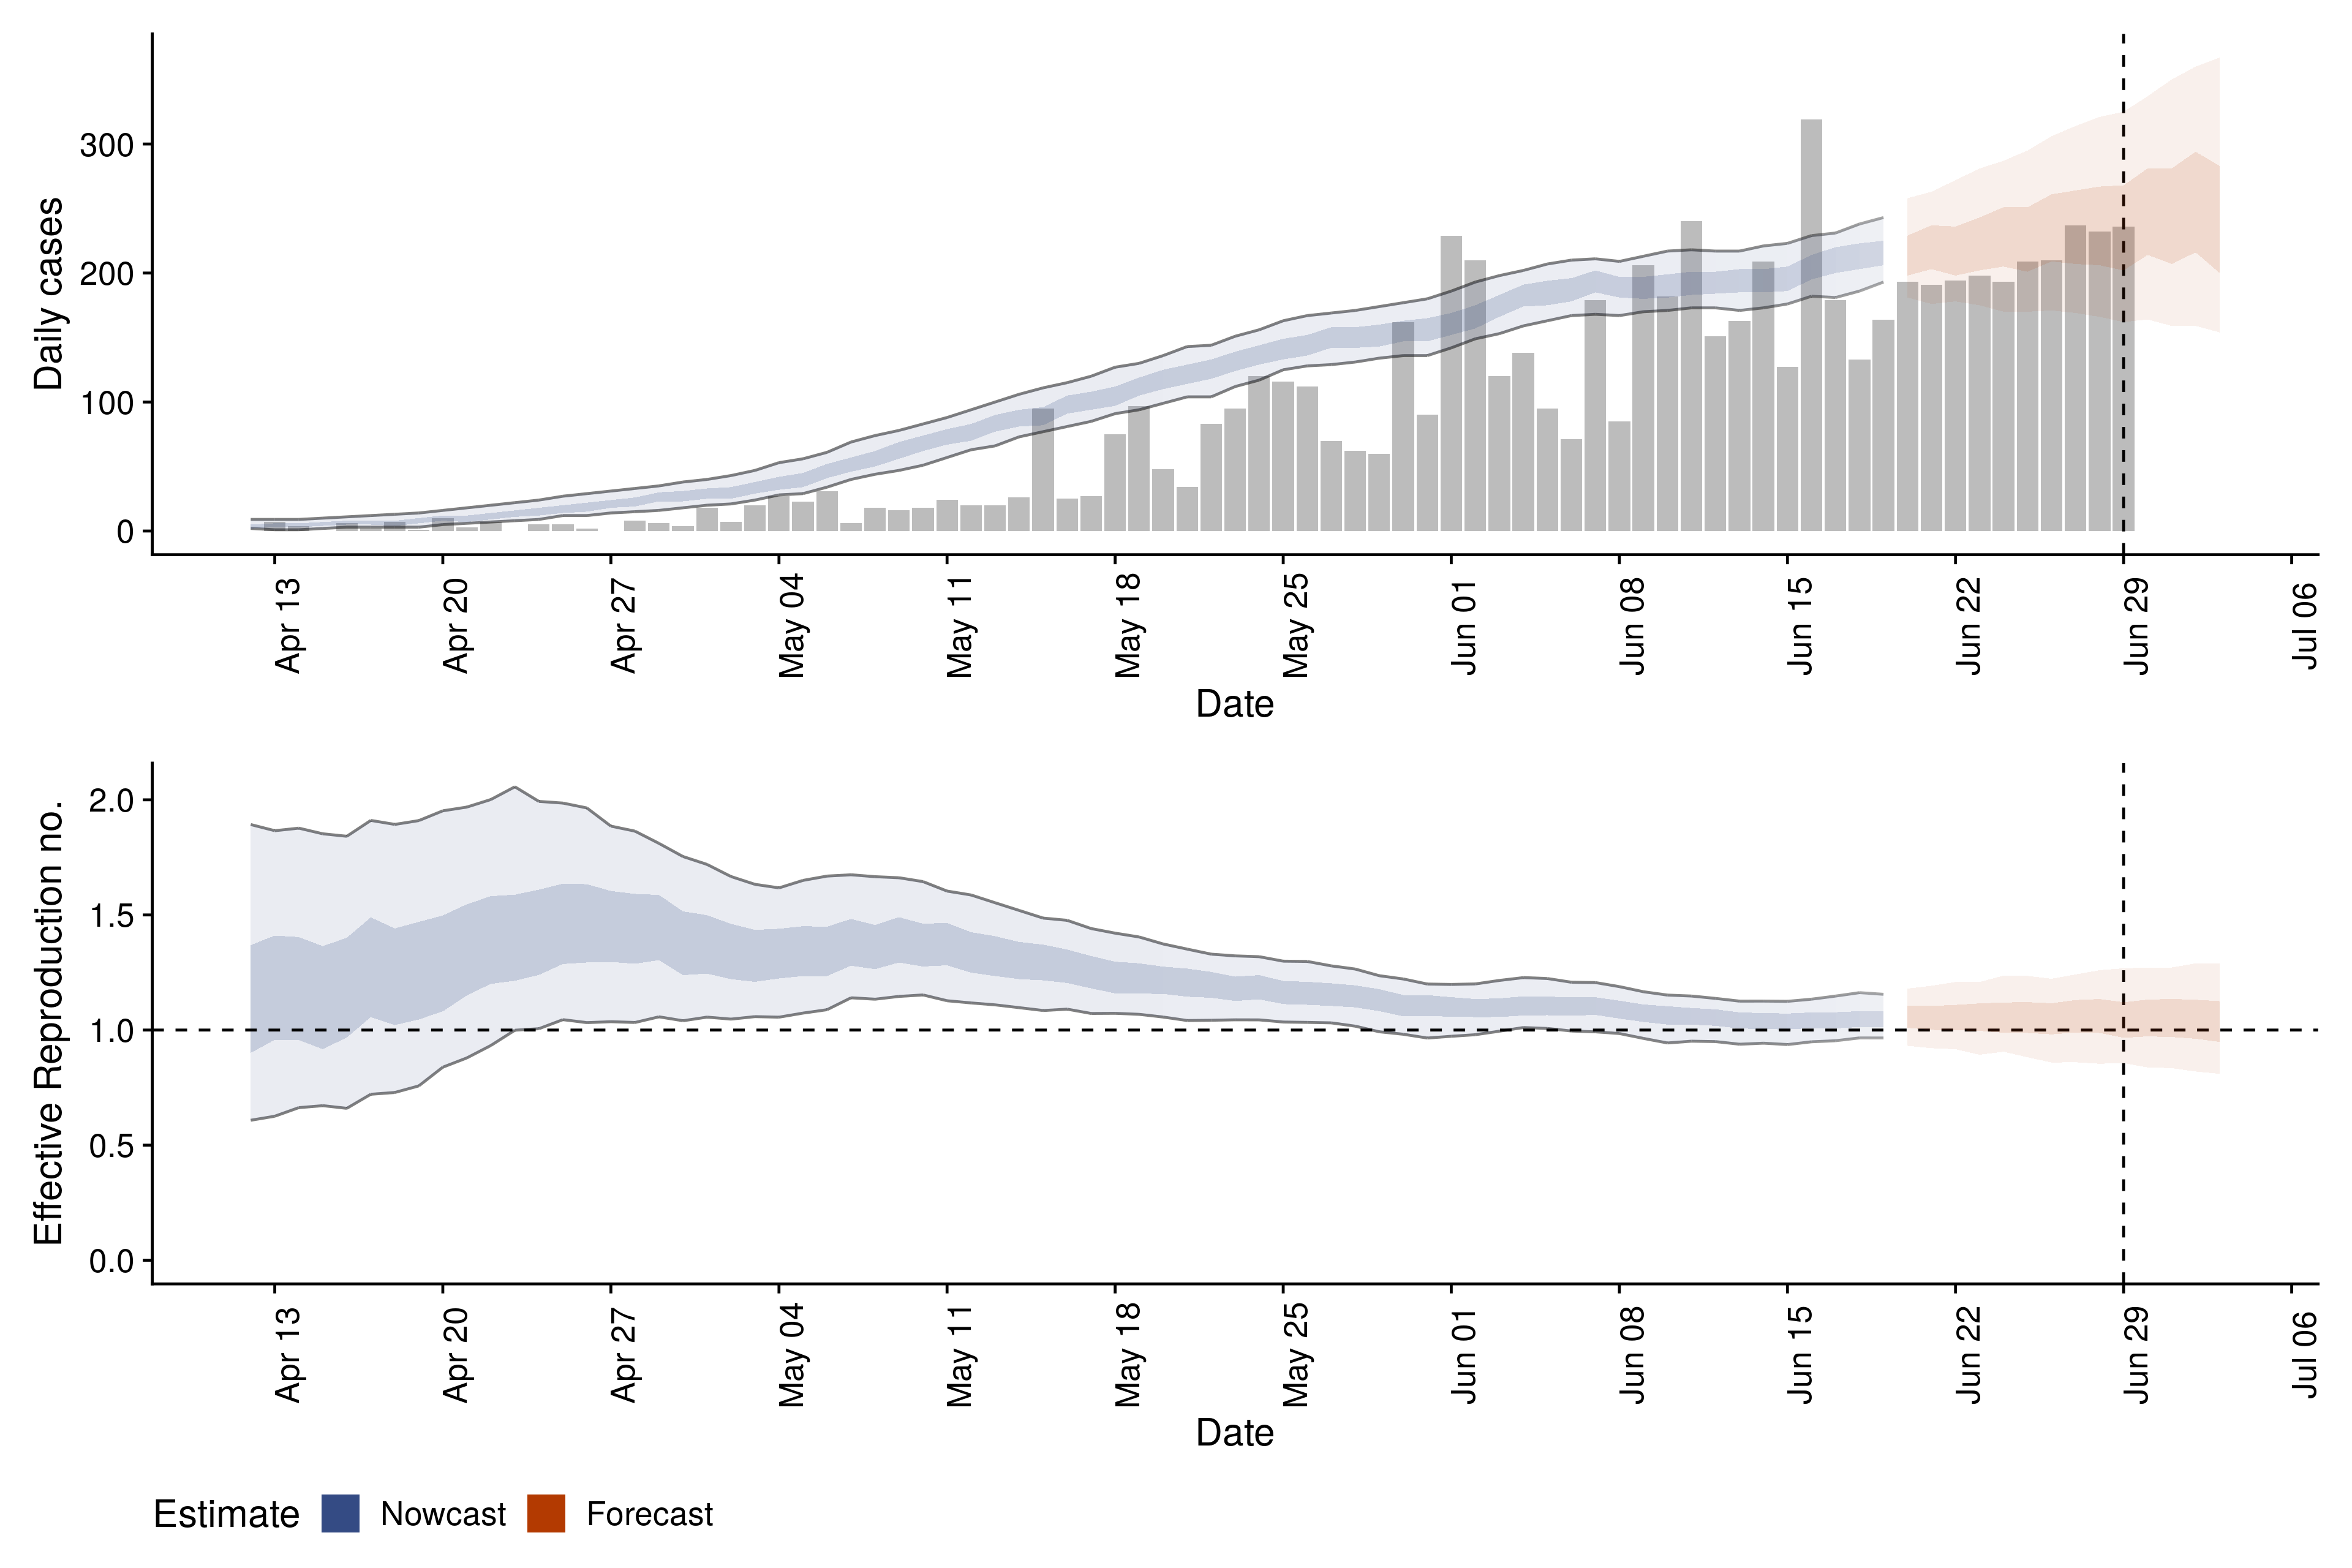 Daily cases
300
200
100
0
Apr 13
Apr 20
Apr 27
May 04
May 11
May 18
May 25
Jun 01
Jun 08
Jun 15
Jun 22
Jun 29
Jul 06
Date
Effective Reproduction no.
2.0
1.5
1.0
0.5
0.0
Apr 13
Apr 20
Apr 27
May 04
May 11
May 18
May 25
Jun 01
Jun 08
Jun 15
Jun 22
Jun 29
Jul 06
Date
Estimate Nowcast Forecast